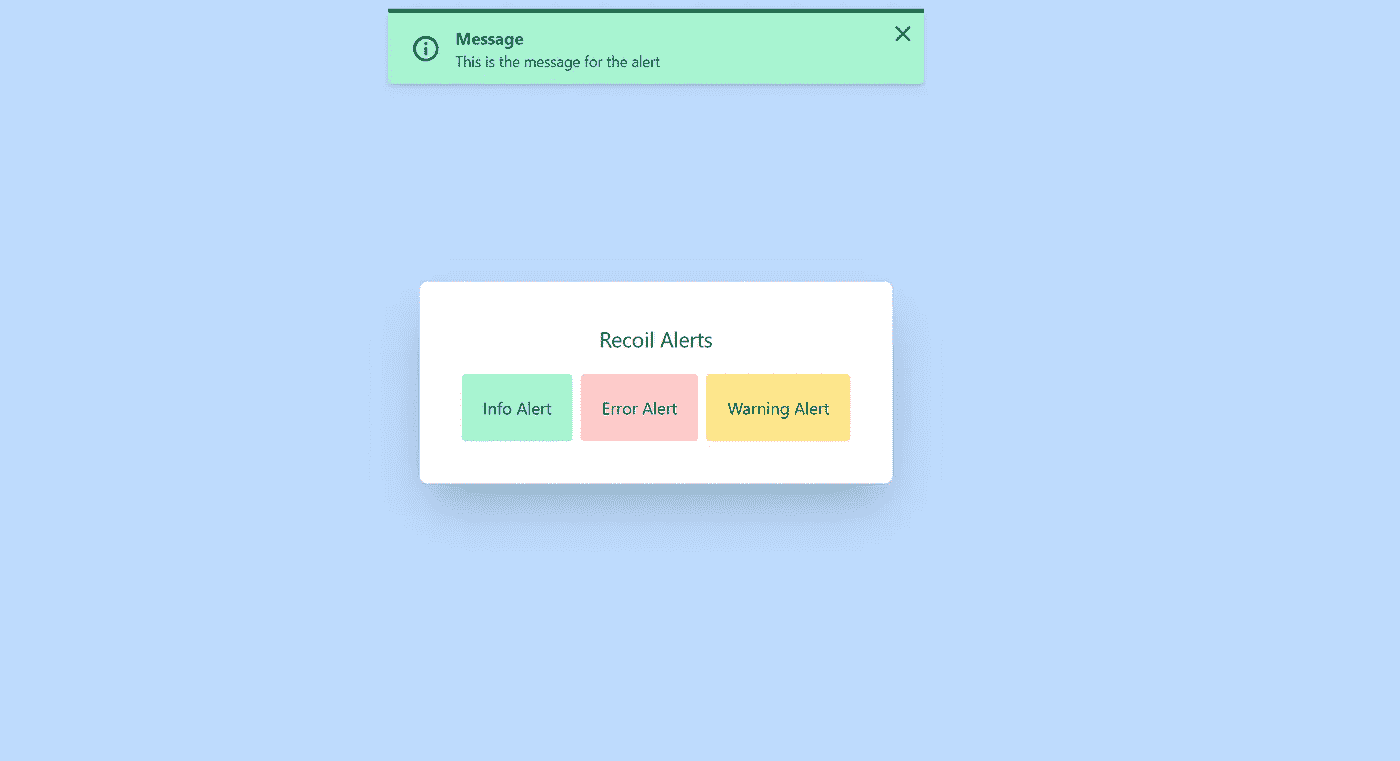 Message
This is the message for the alert
Recoil Alerts
Info Alert
Error Alert
Warning Alert